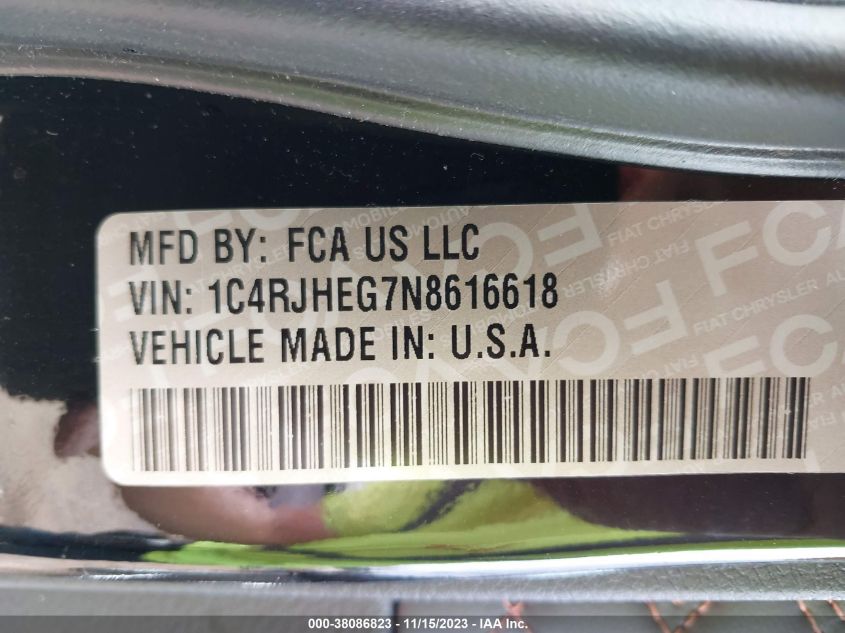 MFD BY: FCA US LLC
VIN: 1C4RJHEG7N8616618
VEHICLE MADE IN: U.S.A.
000-38086823 - 11/15/2023 - IAA Inc.